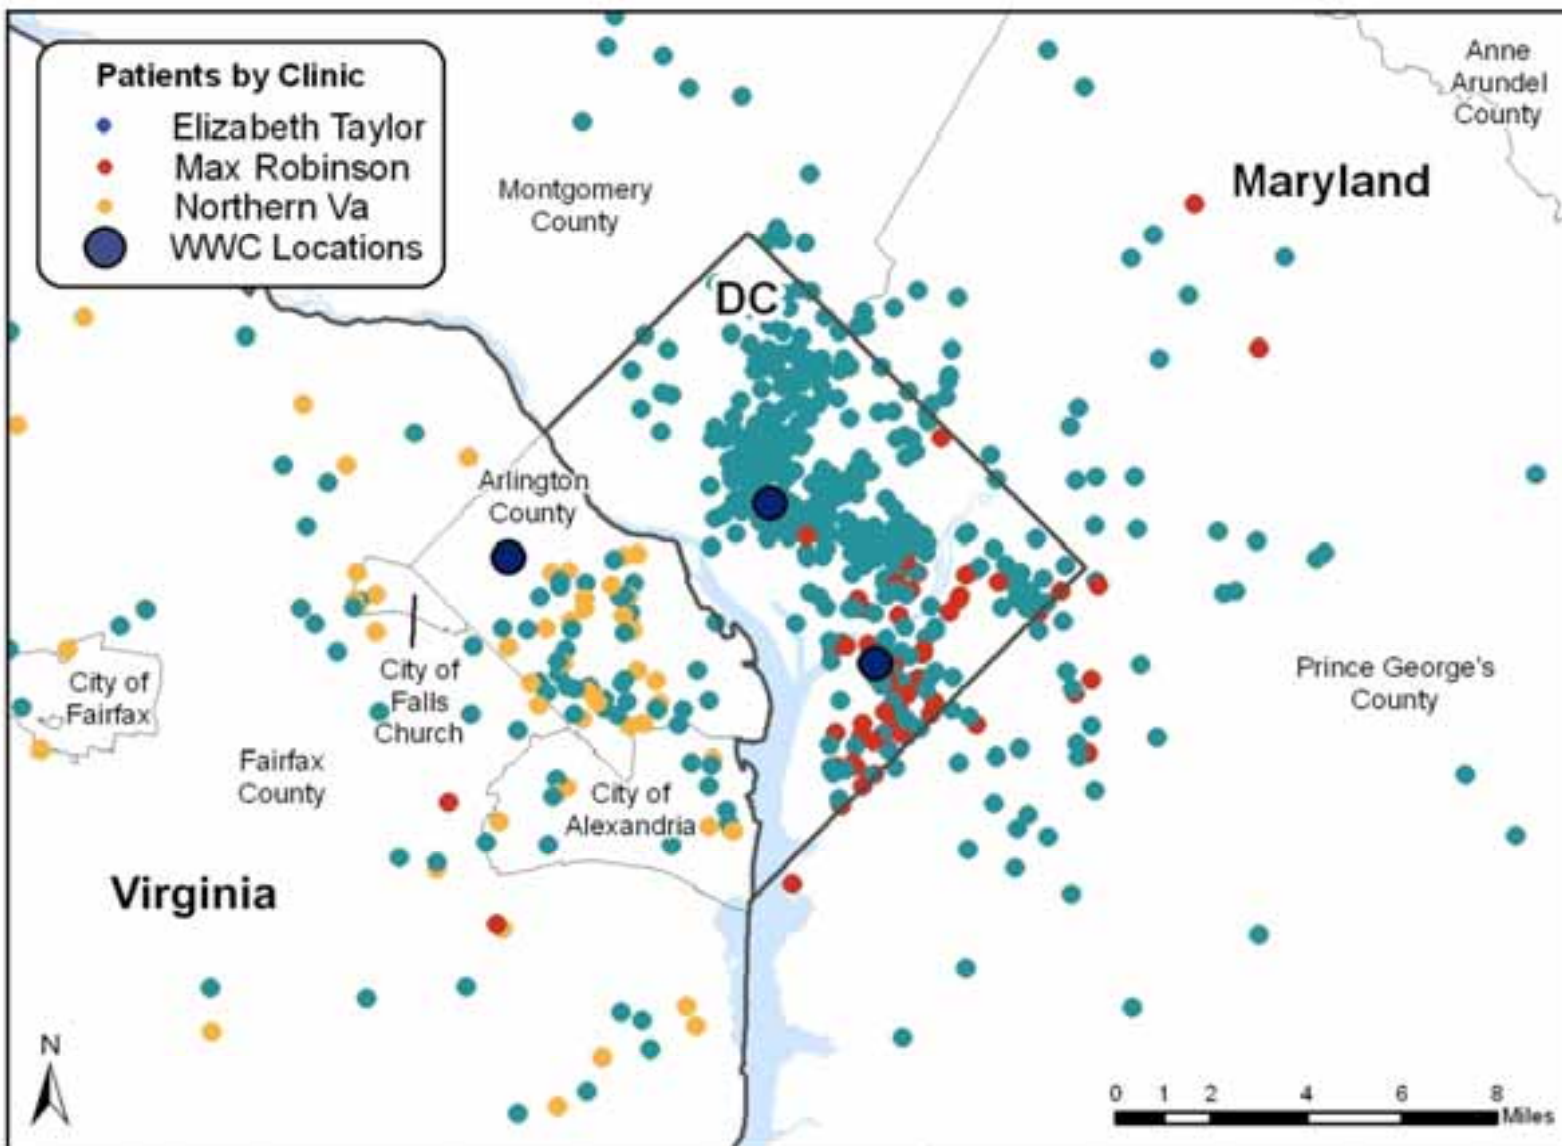 Patients by Clinic
Elizabeth Taylor
Max Robinson
Northern Va
WWC Locations
Anne
Arundel
County
Maryland
Montgomery
County
DC
Arlington
County
City of
Fairfax
City of
Falls
Church
Prince George's
County
Fairfax
County
City of
Alexandria
Virginia
N
0 1 2 4 6 8
Miles